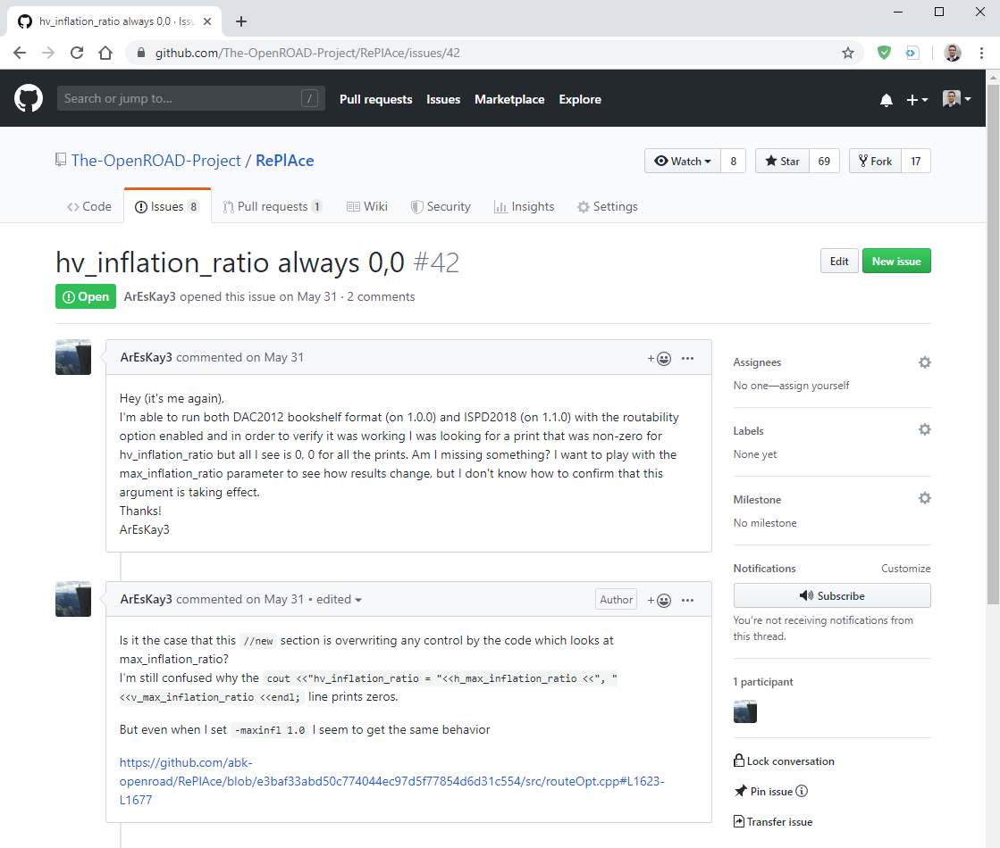 hv_inflation_ratio always 0,0 · Issu
github.com/The-OpenROAD-Project/RePlAce/issues/42
Search or jump to... /
Pull requests Issues Marketplace Explore
The-OpenROAD-Project / RePlAce
Watch 8 Star 69 Fork 17
Code Issues 8 Pull requests 1 Wiki Security Insights Settings
hv_inflation_ratio always 0,0 #42
Edit New issue
Open ArEsKay3 opened this issue on May 31 · 2 comments
ArEsKay3 commented on May 31
Hey (it's me again),
I'm able to run both DAC2012 bookshelf format (on 1.0.0) and ISPD2018 (on 1.1.0) with the routability
option enabled and in order to verify it was working I was looking for a print that was non-zero for
hv_inflation_ratio but all I see is 0, 0 for all the prints. Am I missing something? I want to play with the
max_inflation_ratio parameter to see how results change, but I don't know how to confirm that this
argument is taking effect.
Thanks!
ArEsKay3
ArEsKay3 commented on May 31 • edited
Author
Is it the case that this //new section is overwriting any control by the code which looks at
max_inflation_ratio?
I'm still confused why the cout <<"hv_inflation_ratio = "<<h_max_inflation_ratio <<", "
<<v_max_inflation_ratio <<endl; line prints zeros.
But even when I set -maxinfl 1.0 I seem to get the same behavior
https://github.com/abk-
openroad/RePlAce/blob/e3baf33abd50c774044ec97d5f77854d6d31c554/src/routeOpt.cpp#L1623-
L1677
Assignees
No one—assign yourself
Labels
None yet
Milestone
No milestone
Notifications Customize
Subscribe
You're not receiving notifications from
this thread.
1 participant
Lock conversation
Pin issue
Transfer issue